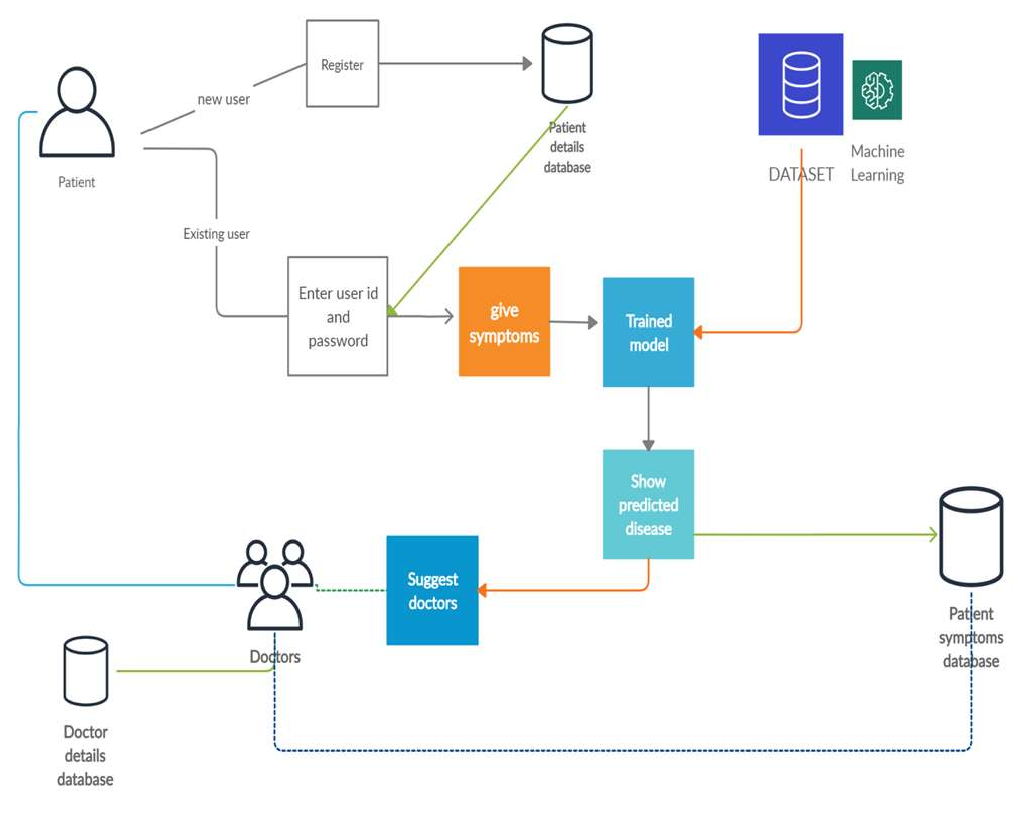 Register
new user
Patient
details
database
Machine
Learning
DATASET
Patient
Existing user
Enter user id
and
password
give
symptoms
Trained
model
Show
predicted
disease
Suggest
doctors
Patient
symptoms
database
Doctors
Doctor
details
database